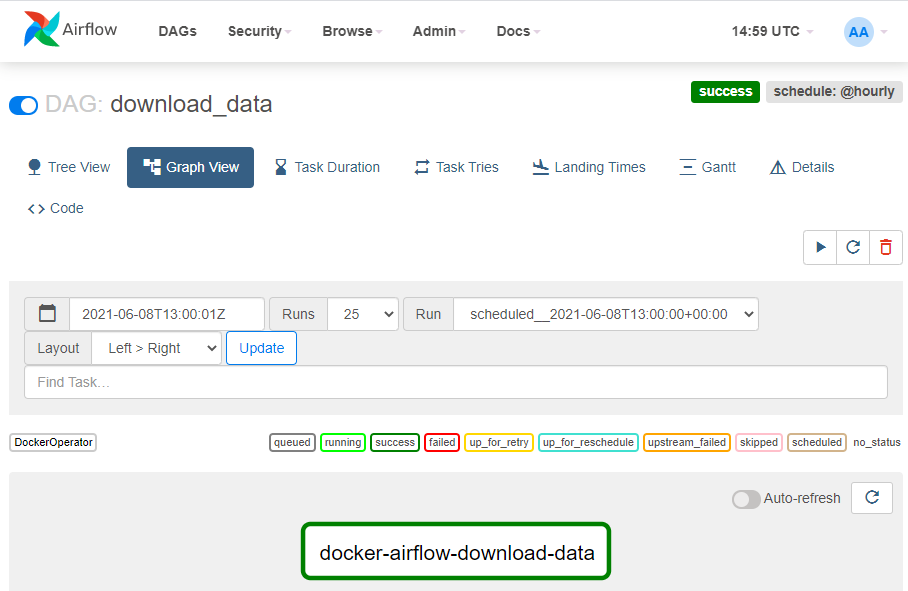 Airflow DAGs Security Browse Admin Docs 14:59 UTC AA
DAG: download_data success schedule: @hourly
Tree View Graph View Task Duration Task Tries Landing Times Gantt Details
Code
2021-06-08T13:00:01Z Runs 25 Run scheduled__2021-06-08T13:00:00+00:00
Layout Left > Right Update
Find Task…
DockerOperator queued running success failed up_for_retry up_for_reschedule upstream_failed skipped scheduled no_status
Auto-refresh
docker-airflow-download-data